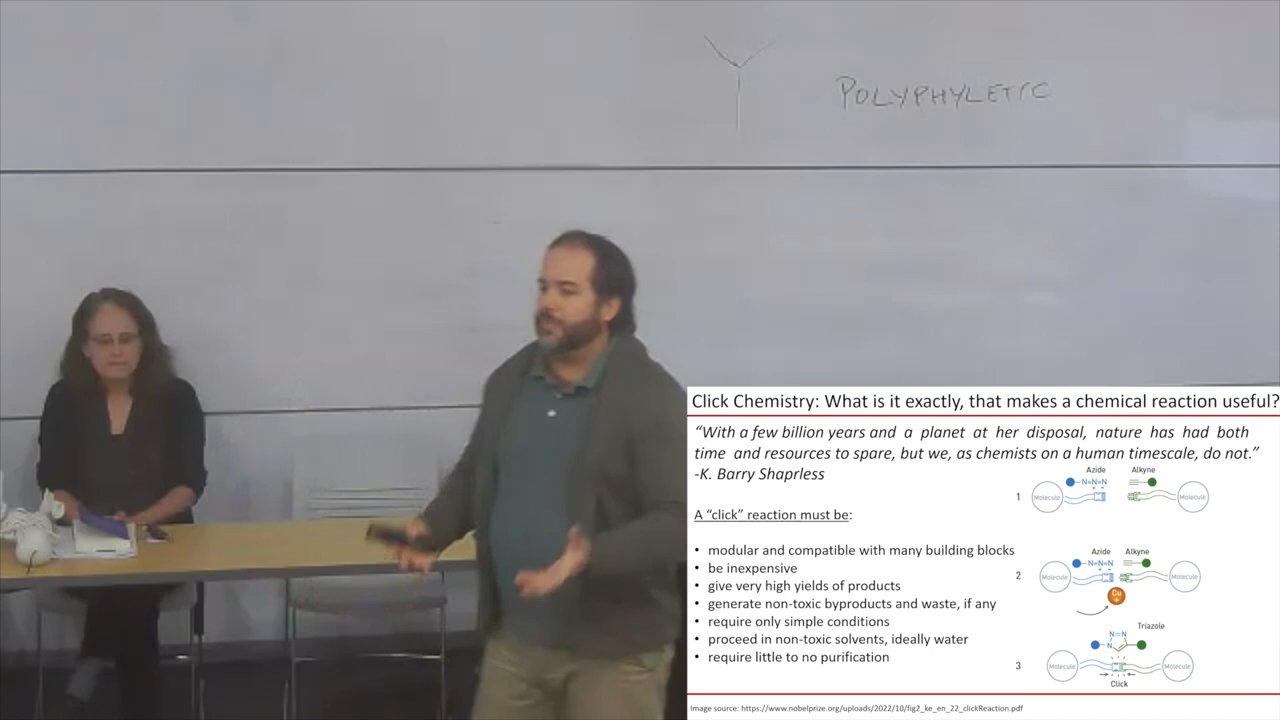 POLYPHYLETIC
Click Chemistry: What is it exactly, that makes a chemical reaction useful?
“With a few billion years and a planet at her disposal, nature has had both
time and resources to spare, but we, as chemists on a human timescale, do not.”
-K. Barry Shaprless
A “click” reaction must be:
• modular and compatible with many building blocks
• be inexpensive
• give very high yields of products
• generate non-toxic byproducts and waste, if any
• require only simple conditions
• proceed in non-toxic solvents, ideally water
• require little to no purification
Azide Alkyne
N=N=N
+ -
1 Molecule Molecule
Azide Alkyne
N=N=N
+ -
2 Molecule Molecule
Cu
+
Triazole
N=N
N
3 Molecule Molecule
Click
Image source: https://www.nobelprize.org/uploads/2022/10/fig2_ke_en_22_clickReaction.pdf